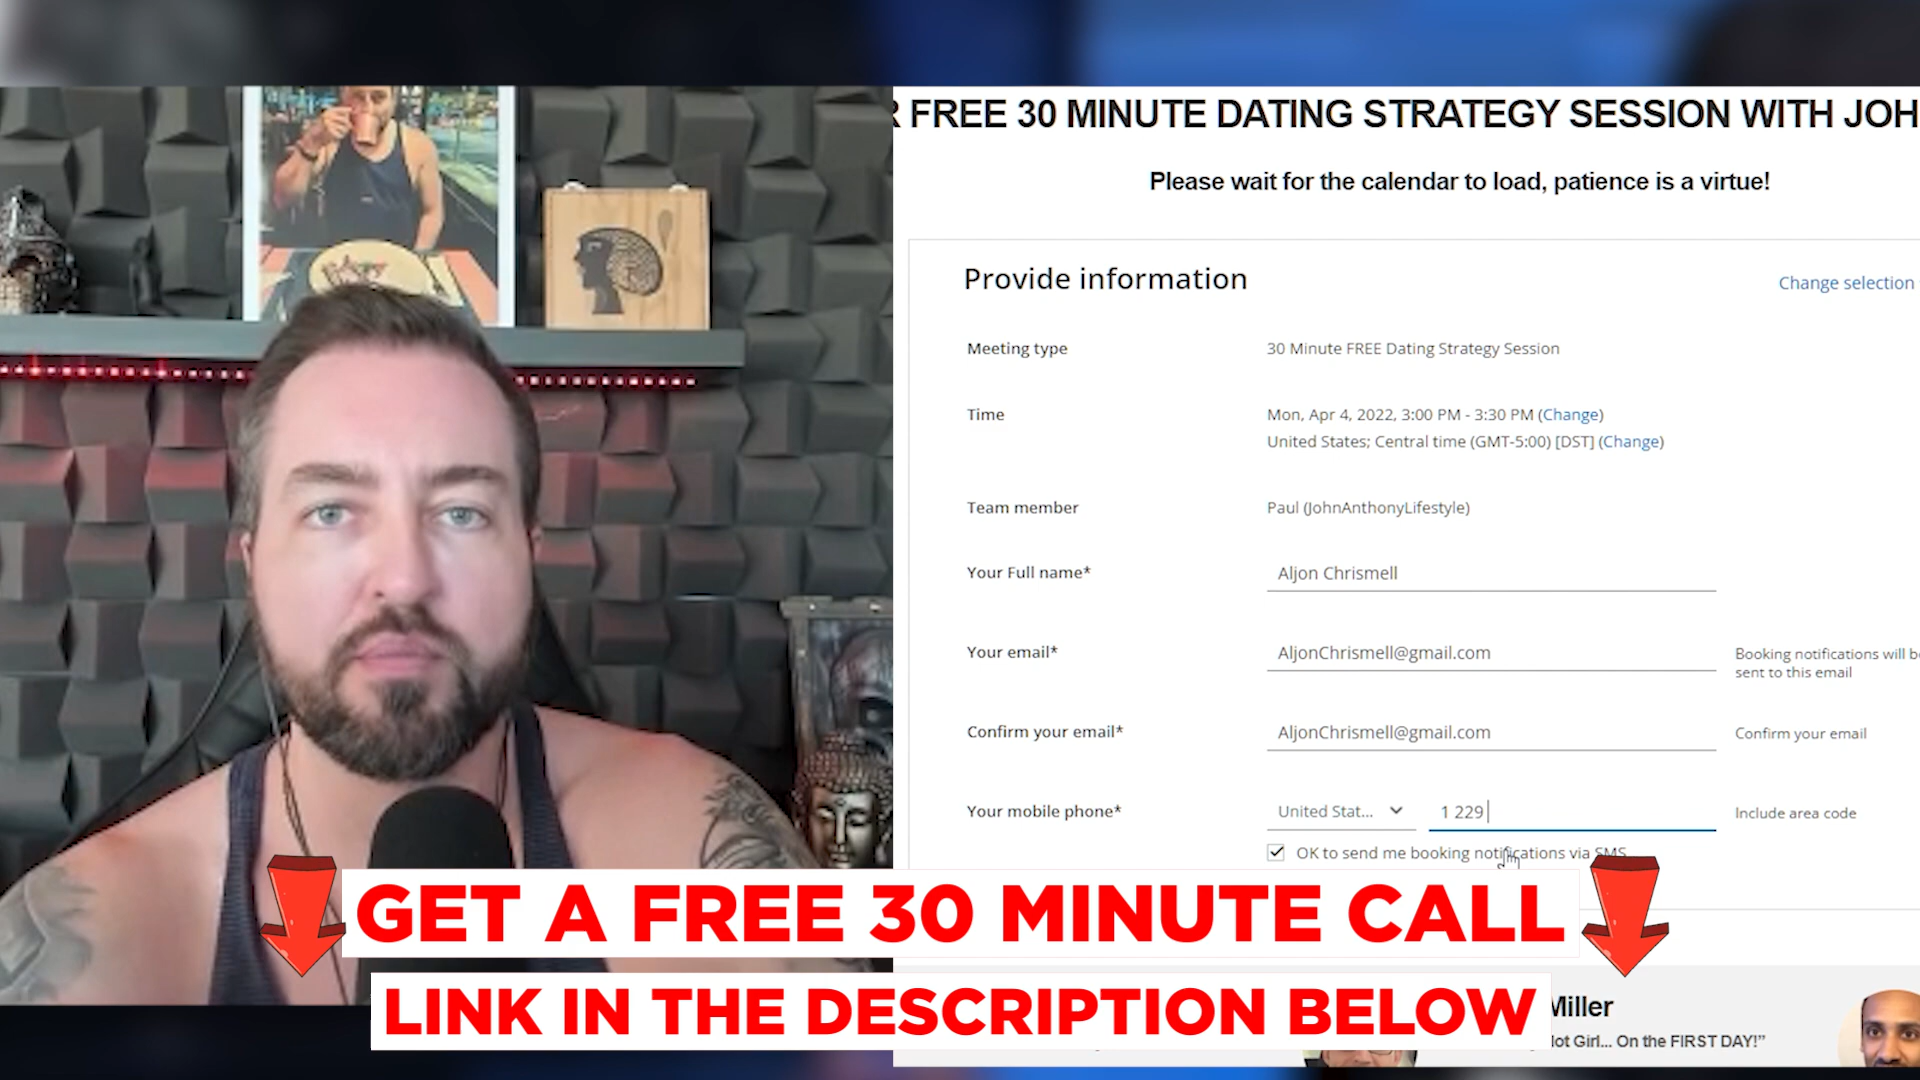 R FREE 30 MINUTE DATING STRATEGY SESSION WITH JOH
Please wait for the calendar to load, patience is a virtue!
Provide information
Change selection
Meeting type
30 Minute FREE Dating Strategy Session
Time
Mon, Apr 4, 2022, 3:00 PM - 3:30 PM (Change)
United States; Central time (GMT-5:00) [DST] (Change)
Team member
Paul (JohnAnthonyLifestyle)
Your Full name*
Aljon Chrismell
Your email*
AljonChrismell@gmail.com
Booking notifications will be
sent to this email
Confirm your email*
AljonChrismell@gmail.com
Confirm your email
Your mobile phone*
United Stat...
1 229
Include area code
OK to send me booking notifications via SMS
GET A FREE 30 MINUTE CALL
LINK IN THE DESCRIPTION BELOW
Miller
Girl... On the FIRST DAY!”